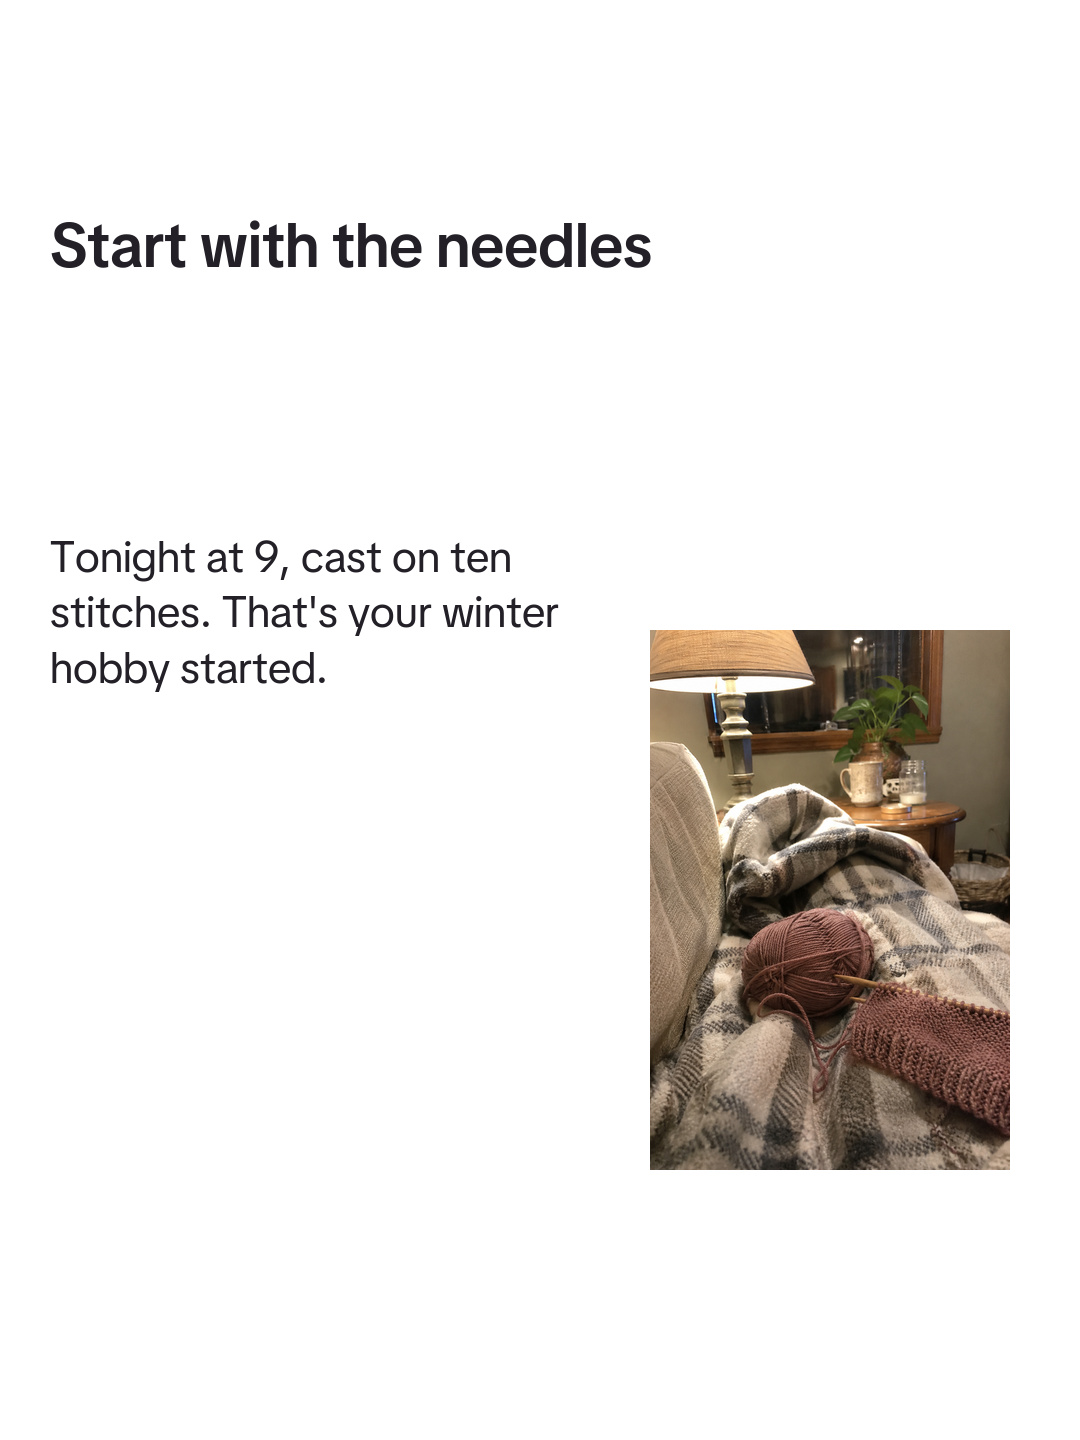 Start with the needles
Tonight at 9, cast on ten
stitches. That's your winter
hobby started.